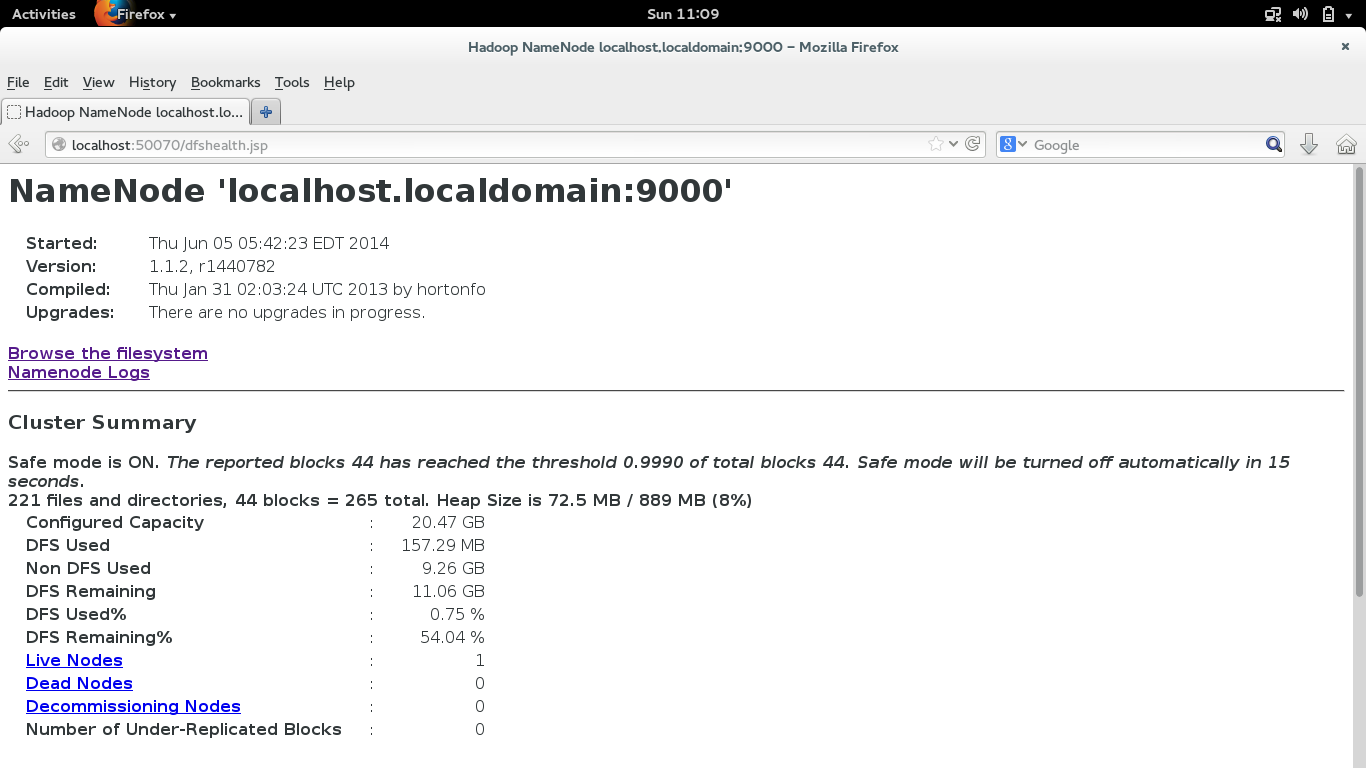 Activities Firefox Sun 11:09
Hadoop NameNode localhost.localdomain:9000 – Mozilla Firefox ×
File Edit View History Bookmarks Tools Help
Hadoop NameNode localhost.lo...
localhost:50070/dfshealth.jsp 8 Google
NameNode 'localhost.localdomain:9000'
Started: Thu Jun 05 05:42:23 EDT 2014
Version: 1.1.2, r1440782
Compiled: Thu Jan 31 02:03:24 UTC 2013 by hortonfo
Upgrades: There are no upgrades in progress.
Browse the filesystem
Namenode Logs
Cluster Summary
Safe mode is ON. The reported blocks 44 has reached the threshold 0.9990 of total blocks 44. Safe mode will be turned off automatically in 15
seconds.
221 files and directories, 44 blocks = 265 total. Heap Size is 72.5 MB / 889 MB (8%)
Configured Capacity : 20.47 GB
DFS Used : 157.29 MB
Non DFS Used : 9.26 GB
DFS Remaining : 11.06 GB
DFS Used% : 0.75 %
DFS Remaining% : 54.04 %
Live Nodes : 1
Dead Nodes : 0
Decommissioning Nodes : 0
Number of Under-Replicated Blocks : 0